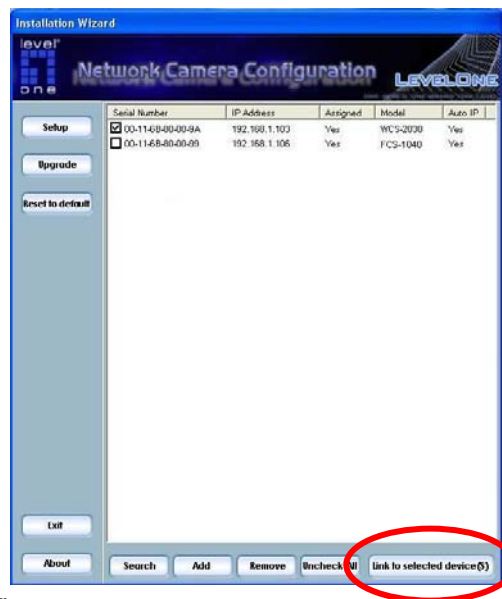 Installation Wizard
level one
Network Camera Configuration
LEVELONE
Serial Number IP Address Assigned Model Auto IP
00-11-6B-80-00-9A 192.168.1.103 Yes WCS-2030 Yes
00-11-6B-80-00-89 192.168.1.106 Yes FCS-1040 Yes
Setup
Upgrade
Reset to default
Exit
About
Search Add Remove Uncheck All Link to selected device(S)